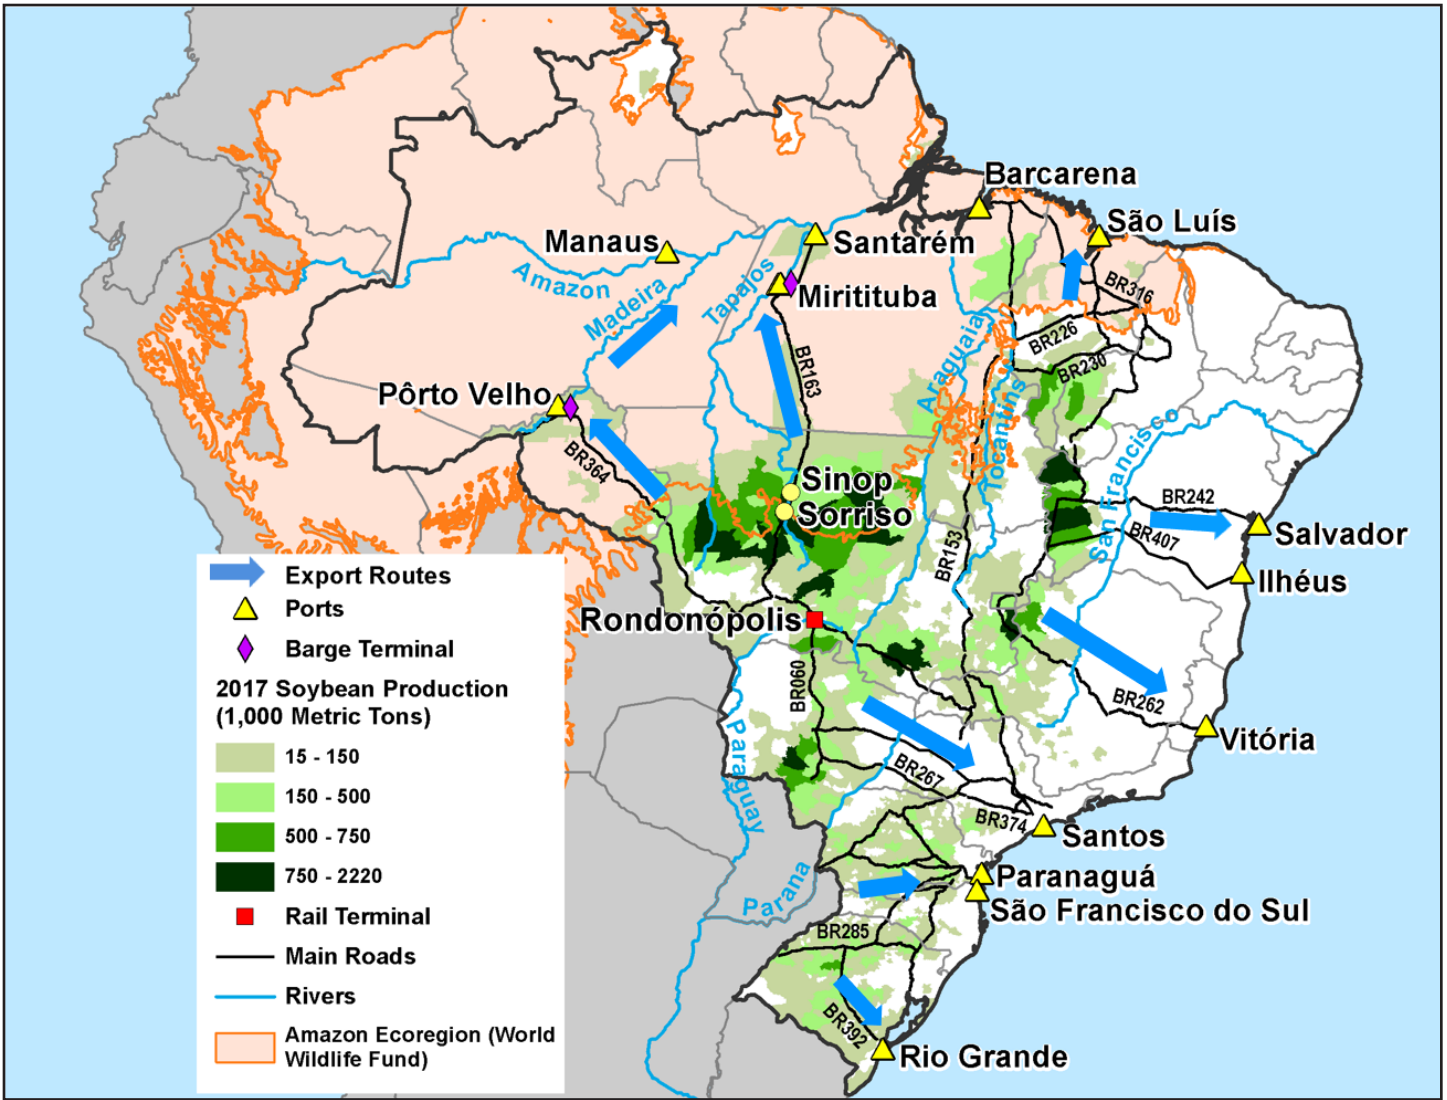 Barcarena
São Luís
Manaus
Santarém
Amazon
Madeira
Tapajos
Miritituba
BR316
BR226
BR230
BR163
Araguaia
Tocantins
Pôrto Velho
BR364
San Francisco
Sinop
Sorriso
BR242
BR407
Salvador
Ilhéus
BR153
Rondonópolis
BR060
BR262
Vitória
Paraguay
BR267
BR374
Santos
Parana
Paranaguá
São Francisco do Sul
BR285
BR392
Rio Grande
Export Routes
Ports
Barge Terminal
2017 Soybean Production
(1,000 Metric Tons)
15 - 150
150 - 500
500 - 750
750 - 2220
Rail Terminal
Main Roads
Rivers
Amazon Ecoregion (World
Wildlife Fund)